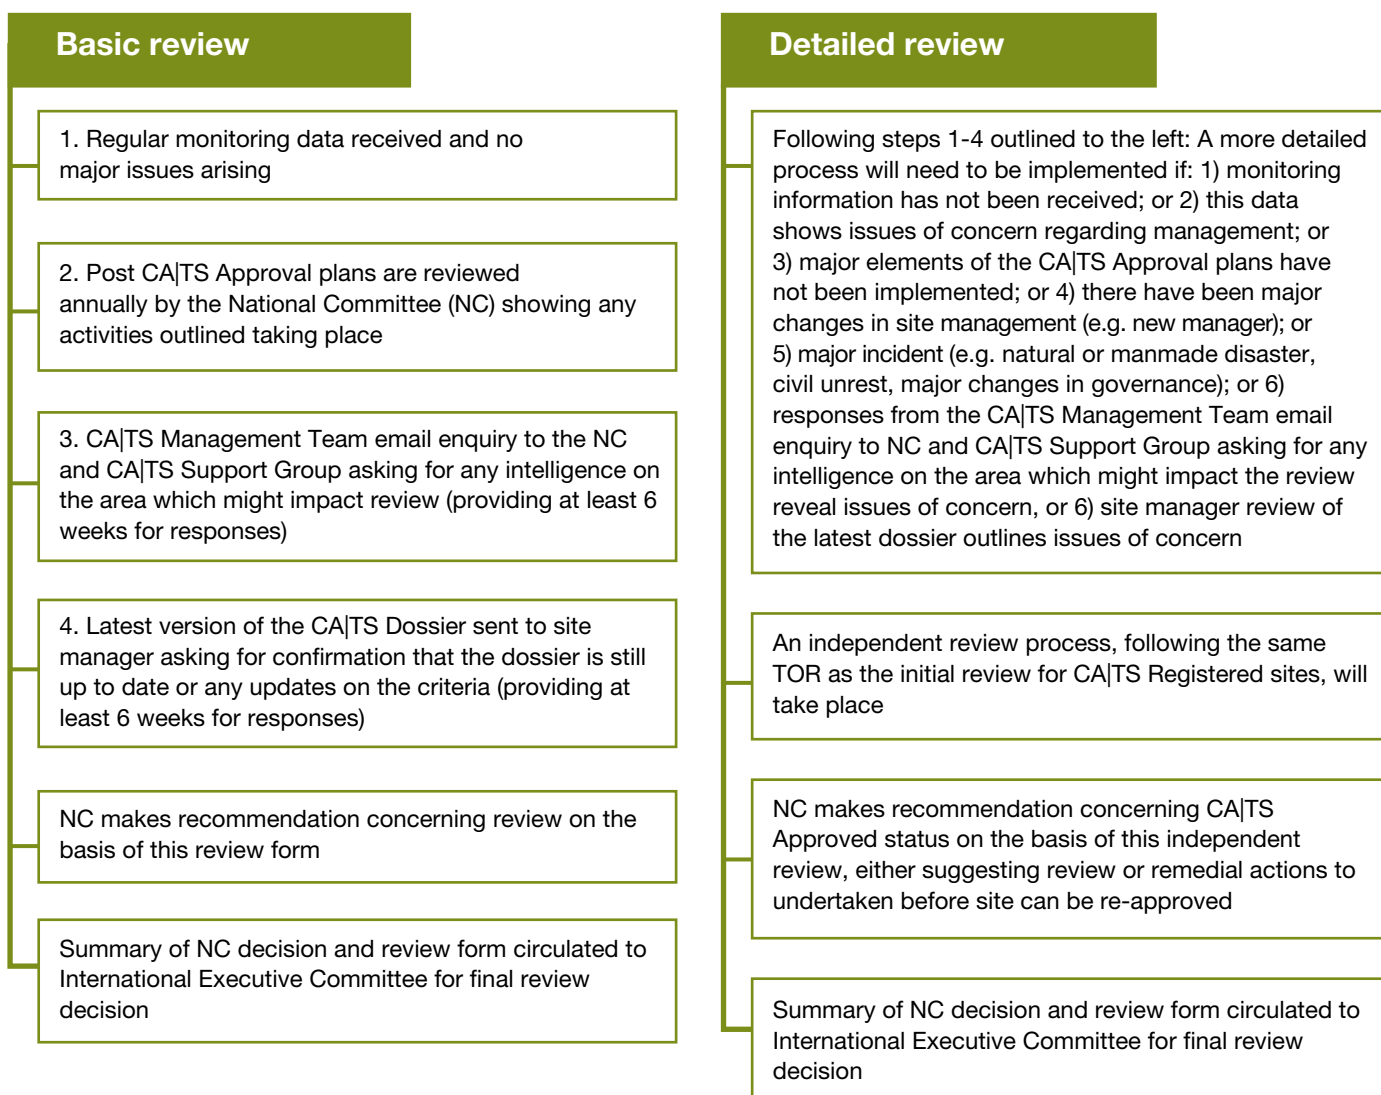 Basic review
1. Regular monitoring data received and no
major issues arising
2. Post CA|TS Approval plans are reviewed
annually by the National Committee (NC) showing any
activities outlined taking place
3. CA|TS Management Team email enquiry to the NC
and CA|TS Support Group asking for any intelligence on
the area which might impact review (providing at least 6
weeks for responses)
4. Latest version of the CA|TS Dossier sent to site
manager asking for confirmation that the dossier is still
up to date or any updates on the criteria (providing at
least 6 weeks for responses)
NC makes recommendation concerning review on the
basis of this review form
Summary of NC decision and review form circulated to
International Executive Committee for final review
decision
Detailed review
Following steps 1-4 outlined to the left: A more detailed
process will need to be implemented if: 1) monitoring
information has not been received; or 2) this data
shows issues of concern regarding management; or
3) major elements of the CA|TS Approval plans have
not been implemented; or 4) there have been major
changes in site management (e.g. new manager); or
5) major incident (e.g. natural or manmade disaster,
civil unrest, major changes in governance); or 6)
responses from the CA|TS Management Team email
enquiry to NC and CA|TS Support Group asking for any
intelligence on the area which might impact the review
reveal issues of concern, or 6) site manager review of
the latest dossier outlines issues of concern
An independent review process, following the same
TOR as the initial review for CA|TS Registered sites, will
take place
NC makes recommendation concerning CA|TS
Approved status on the basis of this independent
review, either suggesting review or remedial actions to
undertaken before site can be re-approved
Summary of NC decision and review form circulated to
International Executive Committee for final review
decision